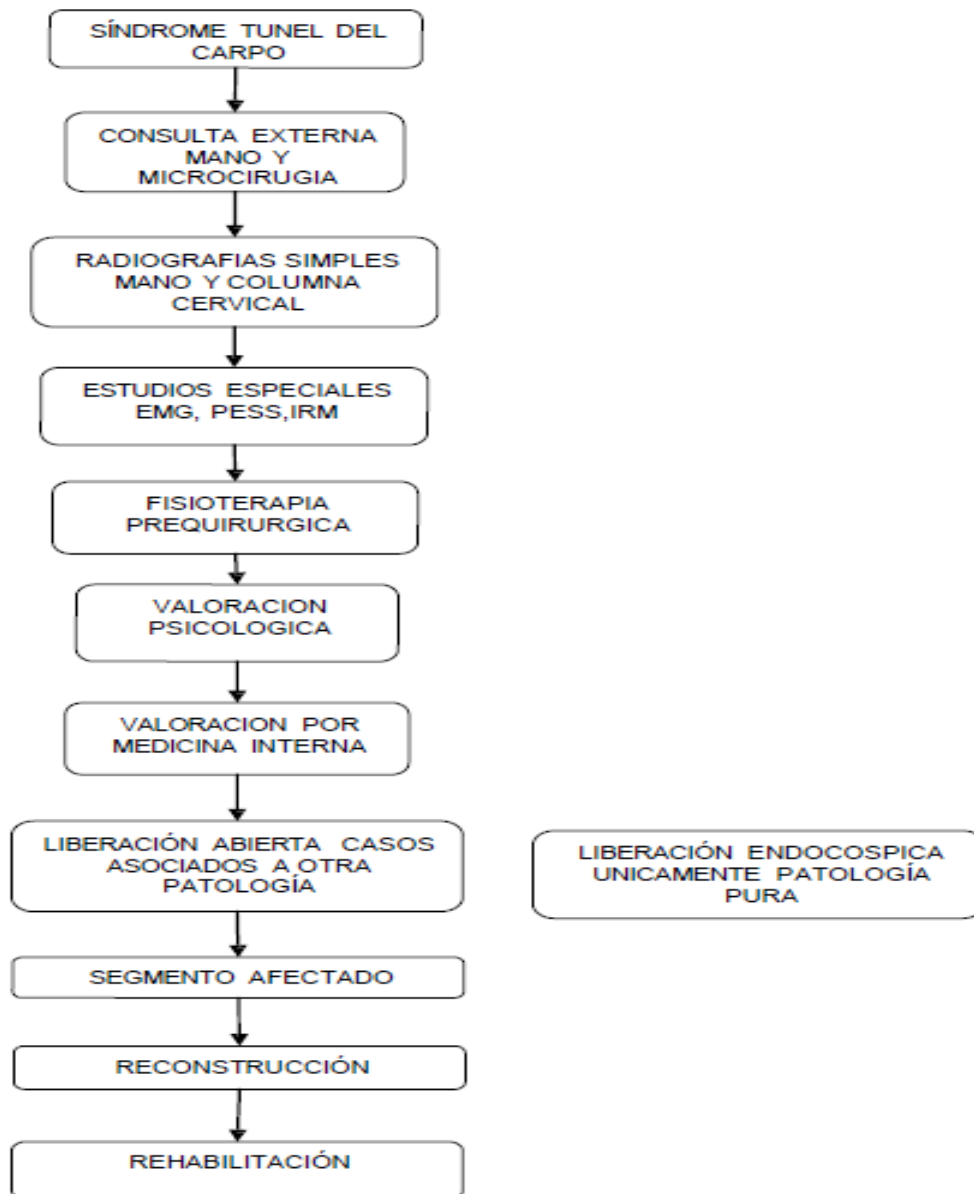 SÍNDROME TUNEL DEL
CARPO
CONSULTA EXTERNA
MANO Y
MICROCIRUGIA
RADIOGRAFIAS SIMPLES
MANO Y COLUMNA
CERVICAL
ESTUDIOS ESPECIALES
EMG, PESS,IRM
FISIOTERAPIA
PREQUIRURGICA
VALORACION
PSICOLOGICA
VALORACION POR
MEDICINA INTERNA
LIBERACIÓN ABIERTA CASOS
ASOCIADOS A OTRA
PATOLOGÍA
LIBERACIÓN ENDOCOSPICA
UNICAMENTE PATOLOGÍA
PURA
SEGMENTO AFECTADO
RECONSTRUCCIÓN
REHABILITACIÓN